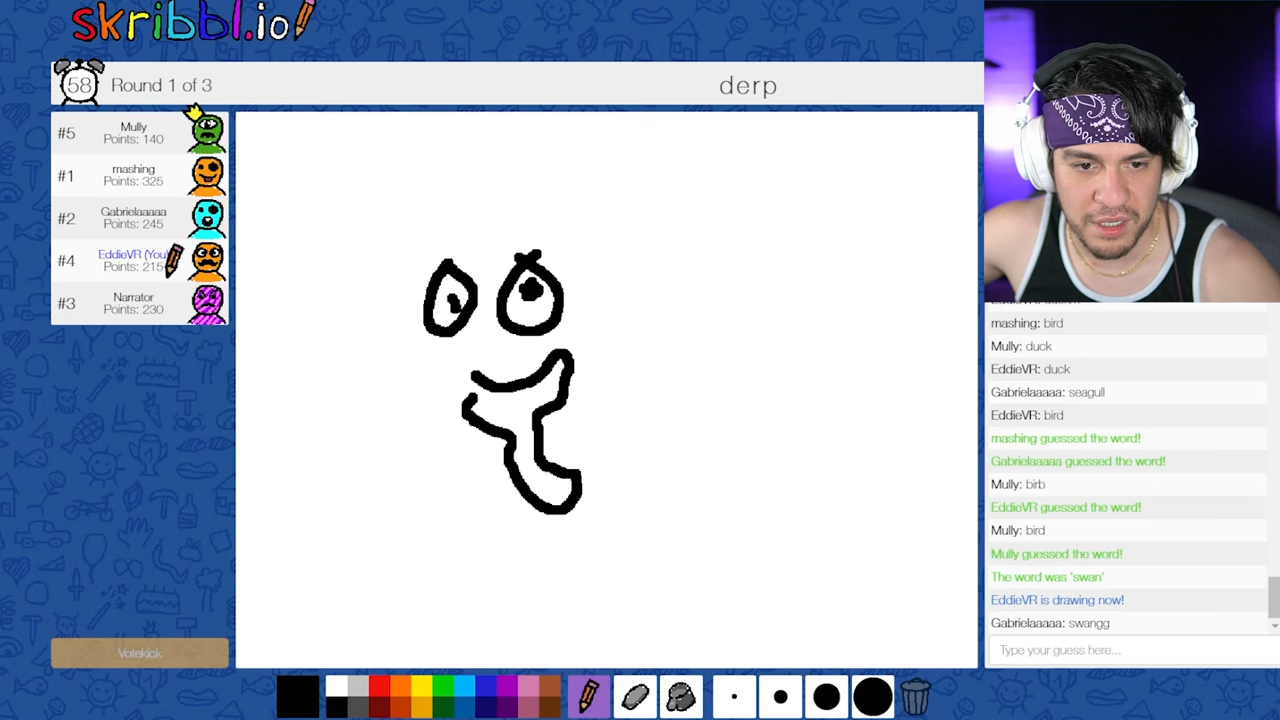 skribbl.io
58
Round 1 of 3
derp
#5
Mully
Points: 140
#1
mashing
Points: 325
#2
Gabrielaaaaa
Points: 245
#4
EddieVR (You)
Points: 215
#3
Narrator
Points: 230
mashing: bird
Mully: duck
EddieVR: duck
Gabrielaaaaa: seagull
EddieVR: bird
mashing guessed the word!
Gabrielaaaaa guessed the word!
Mully: birb
EddieVR guessed the word!
Mully: bird
Mully guessed the word!
The word was 'swan'
EddieVR is drawing now!
Gabrielaaaaa: swangg
Type your guess here...
Votekick